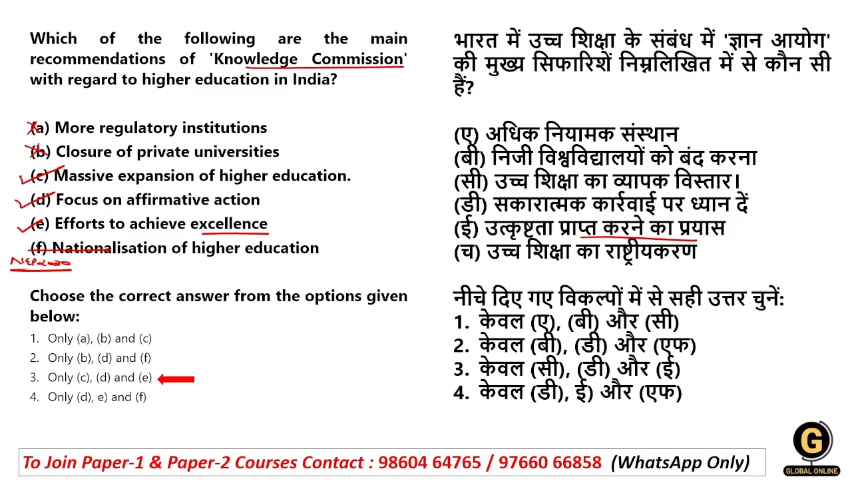 Which of the following are the main
recommendations of 'Knowledge Commission'
with regard to higher education in India?
(a) More regulatory institutions
(b) Closure of private universities
(c) Massive expansion of higher education.
(d) Focus on affirmative action
(e) Efforts to achieve excellence
(f) Nationalisation of higher education
NEP2020
Choose the correct answer from the options given
below:
1. Only (a), (b) and (c)
2. Only (b), (d) and (f)
3. Only (c), (d) and (e)
4. Only (d), e) and (f)
भारत में उच्च शिक्षा के संबंध में 'ज्ञान आयोग'
की मुख्य सिफारिशें निम्नलिखित में से कौन सी
हैं?
(ए) अधिक नियामक संस्थान
(बी) निजी विश्वविद्यालयों को बंद करना
(सी) उच्च शिक्षा का व्यापक विस्तार।
(डी) सकारात्मक कार्रवाई पर ध्यान दें
(ई) उत्कृष्टता प्राप्त करने का प्रयास
(च) उच्च शिक्षा का राष्ट्रीयकरण
नीचे दिए गए विकल्पों में से सही उत्तर चुनें:
1. केवल (ए), (बी) और (सी)
2. केवल (बी), (डी) और (एफ)
3. केवल (सी), (डी) और (ई)
4. केवल (डी), ई) और (एफ)
G
GLOBAL ONLINE
To Join Paper-1 & Paper-2 Courses Contact : 98604 64765 / 97660 66858 (WhatsApp Only)